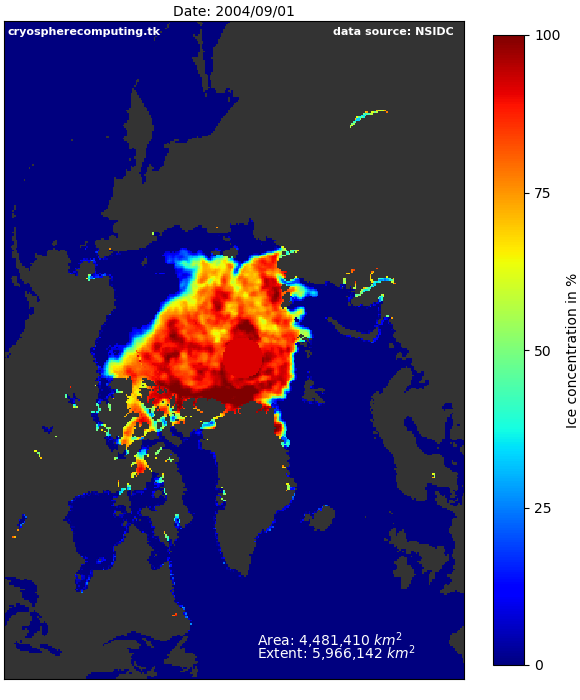 Date: 2004/09/01
cryospherecomputing.tk
data source: NSIDC
100
75
50
25
0
Ice concentration in %
Area: 4,481,410 km²
Extent: 5,966,142 km²